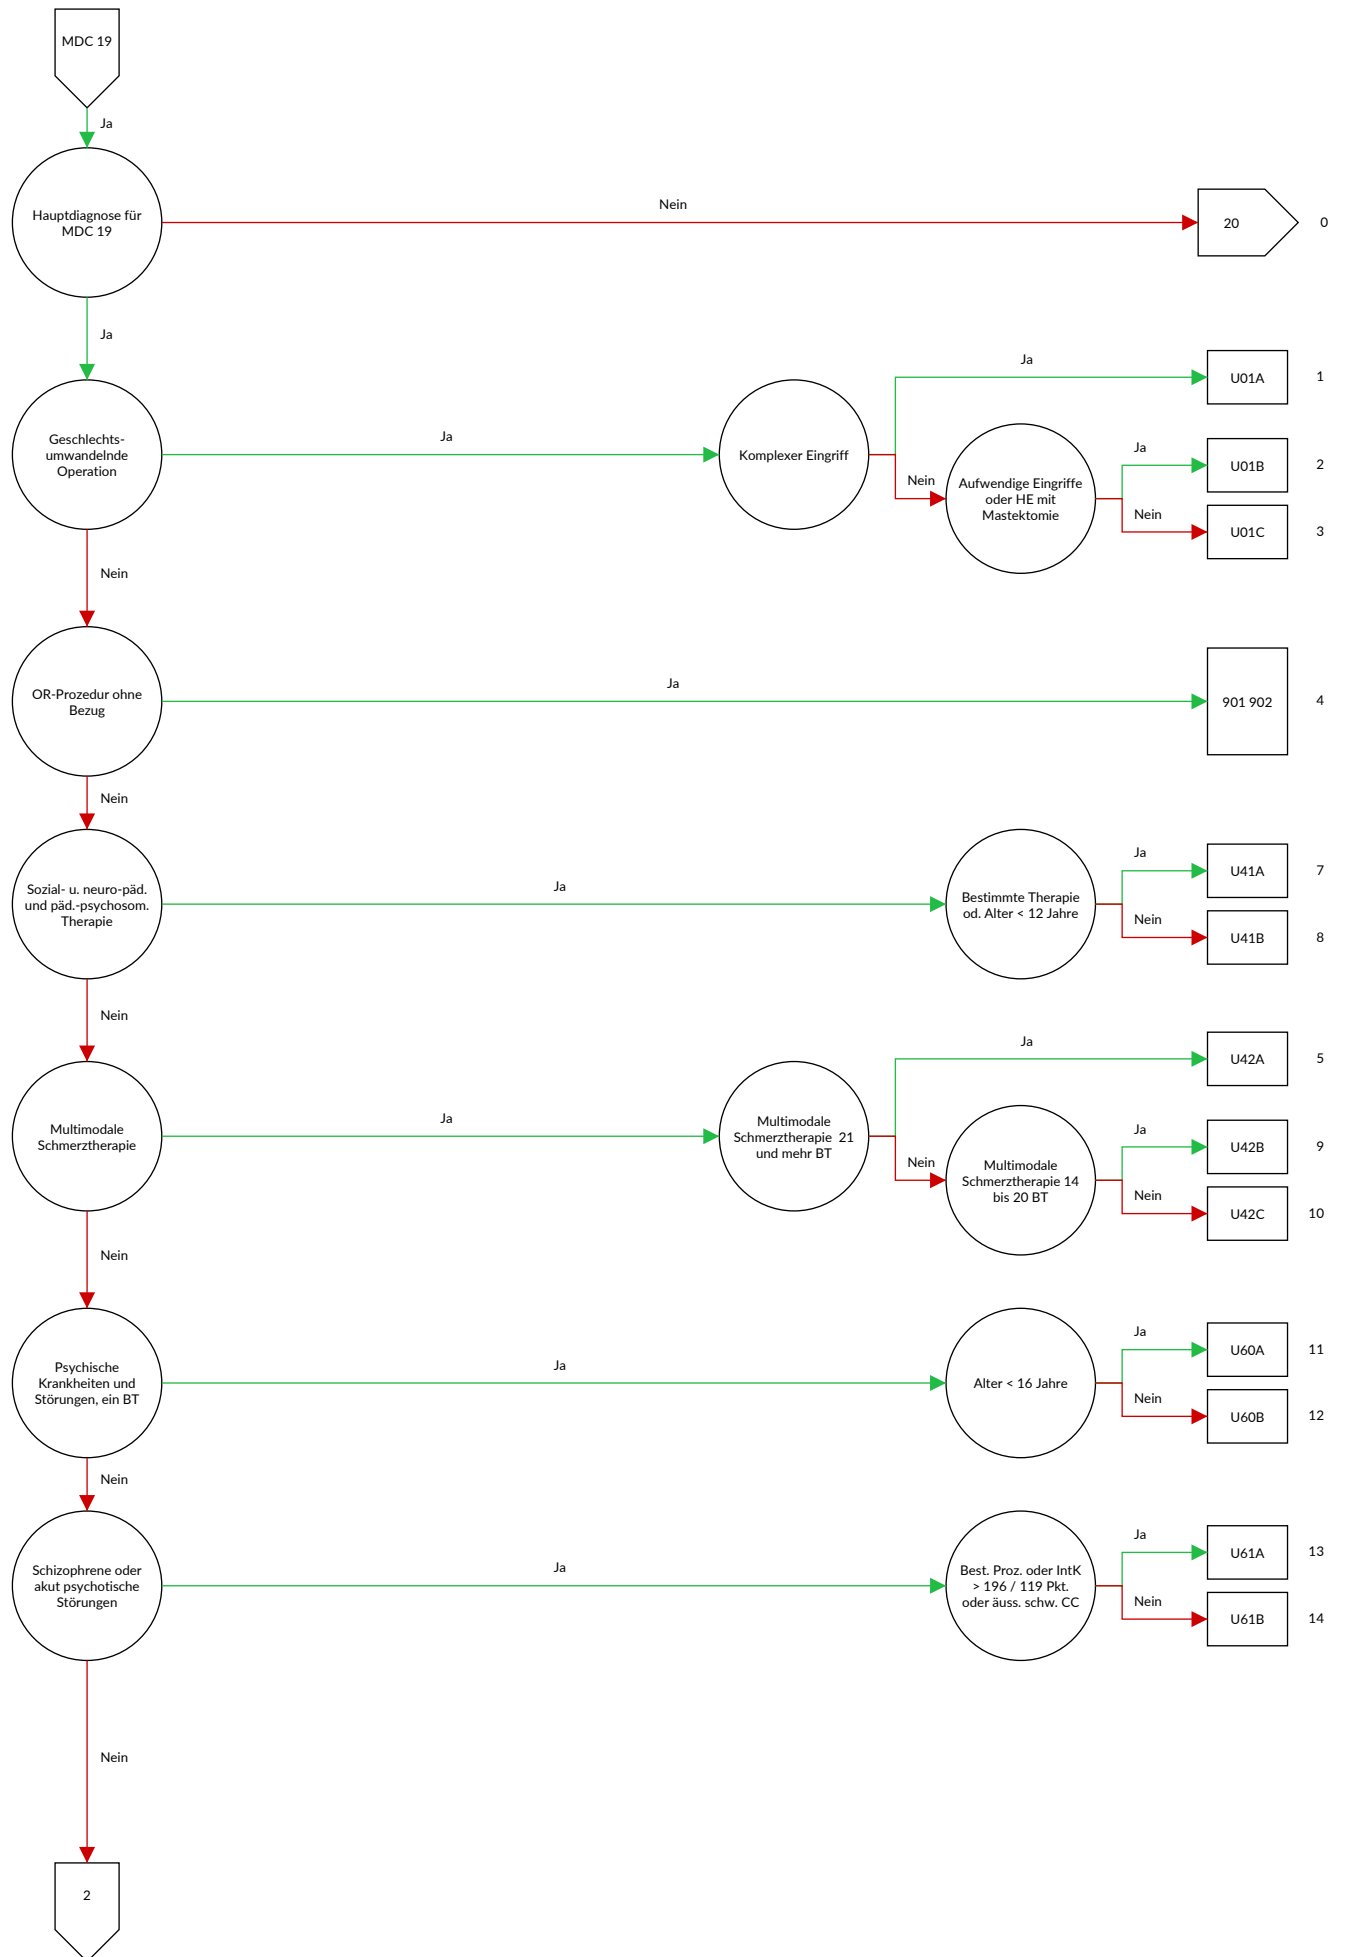 MDC 19
Ja
Hauptdiagnose für
MDC 19
Nein
20
0
Ja
Geschlechts-
umwandelnde
Operation
Ja
Komplexer Eingriff
Ja
U01A
1
Nein
Aufwendige Eingriffe
oder HE mit
Mastektomie
Ja
U01B
2
Nein
U01C
3
Nein
OR-Prozedur ohne
Bezug
Ja
901 902
4
Nein
Sozial- u. neuro-päd.
und päd.-psychosom.
Therapie
Ja
Bestimmte Therapie
od. Alter < 12 Jahre
Ja
U41A
7
Nein
U41B
8
Nein
Multimodale
Schmerztherapie
Ja
Multimodale
Schmerztherapie 21
und mehr BT
Ja
U42A
5
Nein
Multimodale
Schmerztherapie 14
bis 20 BT
Ja
U42B
9
Nein
U42C
10
Nein
Psychische
Krankheiten und
Störungen, ein BT
Ja
Alter < 16 Jahre
Ja
U60A
11
Nein
U60B
12
Nein
Schizophrene oder
akut psychotische
Störungen
Ja
Best. Proz. oder IntK
> 196 / 119 Pkt.
oder äuss. schw. CC
Ja
U61A
13
Nein
U61B
14
Nein
2